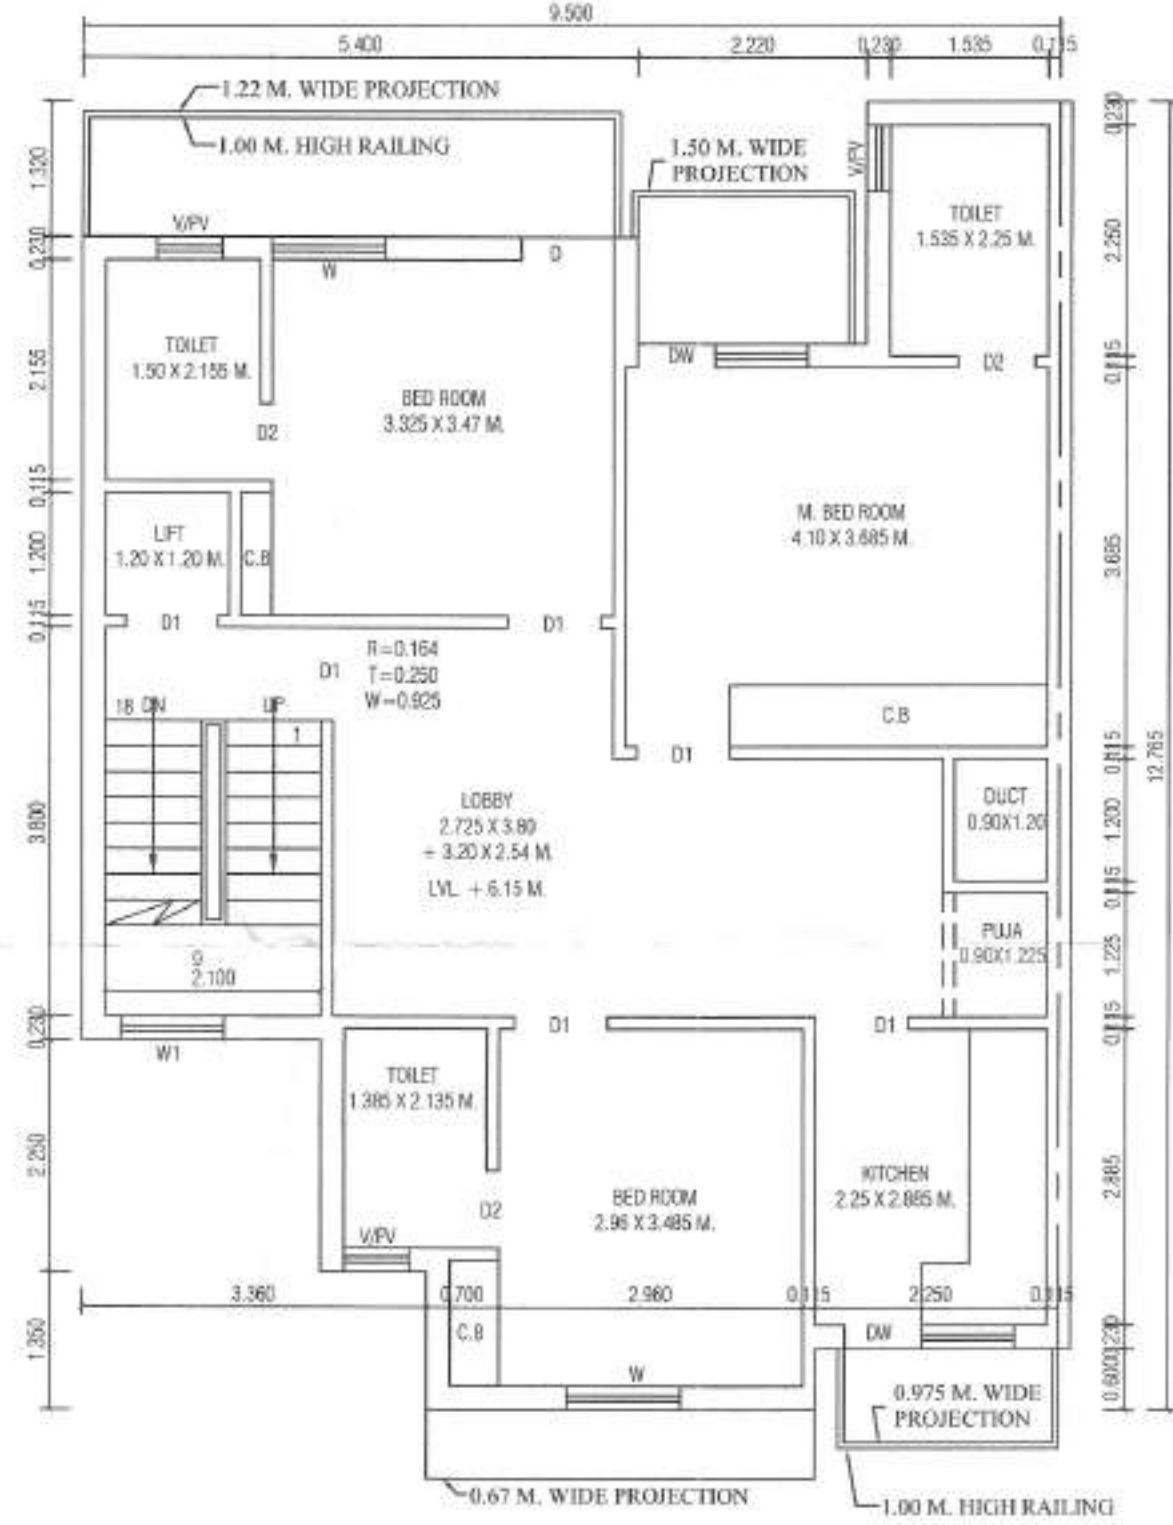 9.500
5.400
2.220
0.230
1.535
0.115
1.22 M. WIDE PROJECTION
1.00 M. HIGH RAILING
1.50 M. WIDE
PROJECTION
V/PV
0.230
1.320
V/PV
TOILET
1.535 X 2.25 M.
2.250
0.230
W
D
TOILET
1.50 X 2.155 M.
2.155
DW
D2
0.115
BED ROOM
3.325 X 3.47 M.
D2
0.115
M. BED ROOM
4.10 X 3.685 M.
3.685
LIFT
1.20 X 1.20 M.
C.B
1.200
0.115
D1
D1
R=0.164
T=0.250
W=0.925
D1
18 DN
UP
1
C.B
D1
0.115
12.765
LOBBY
2.725 X 3.80
+ 3.20 X 2.54 M.
LVL. + 6.15 M.
3.800
DUCT
0.90X1.20
1.200
0.115
PUJA
0.90X1.225
1.225
9
2.100
0.230
W1
D1
D1
0.115
TOILET
1.385 X 2.135 M.
2.250
KITCHEN
2.25 X 2.885 M.
2.885
BED ROOM
2.96 X 3.485 M.
D2
V/PV
3.360
0.700
2.960
0.115
2.250
0.115
C.B
1.350
DW
0.230
0.600
W
0.975 M. WIDE
PROJECTION
0.67 M. WIDE PROJECTION
1.00 M. HIGH RAILING